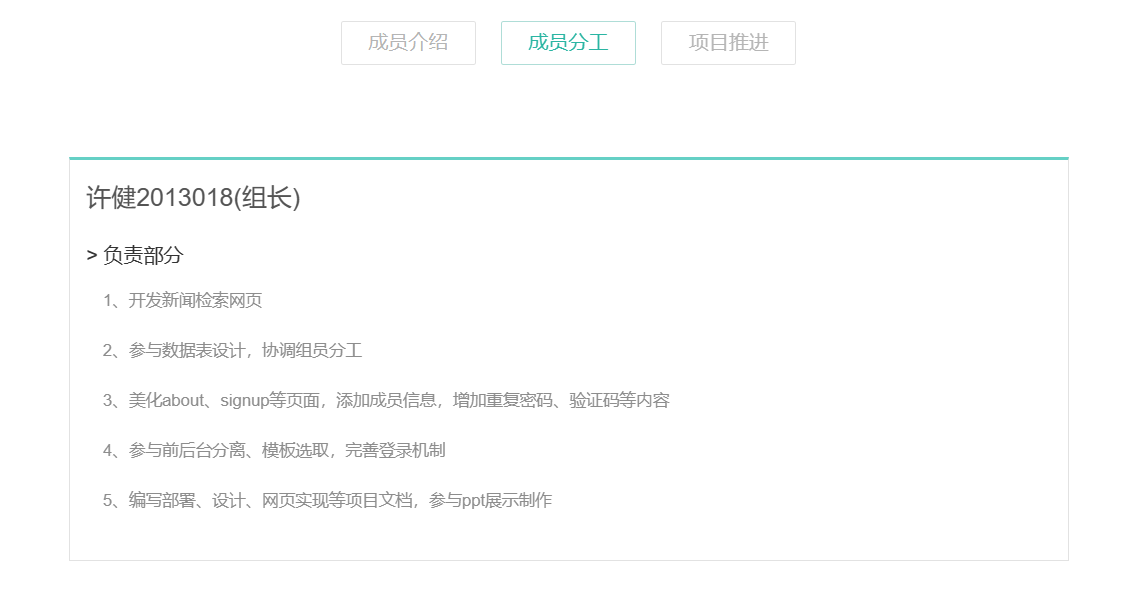 成员介绍 成员分工 项目推进
许健2013018(组长)
> 负责部分
1、开发新闻检索网页
2、参与数据表设计，协调组员分工
3、美化about、signup等页面，添加成员信息，增加重复密码、验证码等内容
4、参与前后台分离、模板选取，完善登录机制
5、编写部署、设计、网页实现等项目文档，参与ppt展示制作